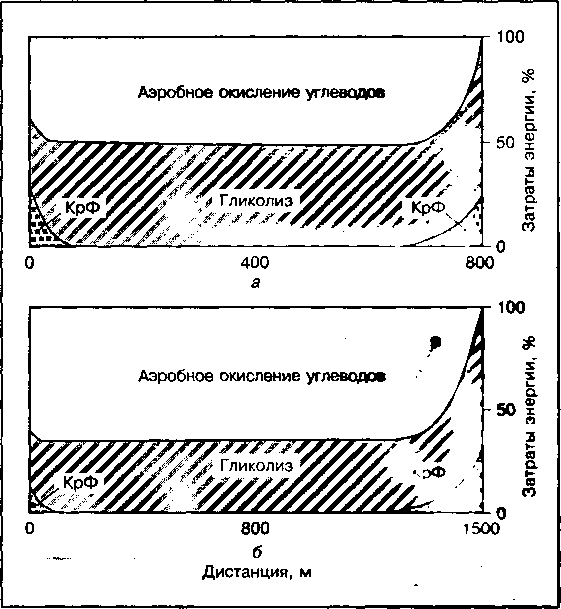 100
Аэробное окисление углеводов
50
КрФ
Гликолиз
КрФ
0
0
400
800
а
Затраты энергии, %
100
Аэробное окисление углеводов
50
Гликолиз
КрФ
рФ
0
0
800
1500
б
Дистанция, м
Затраты энергии, %